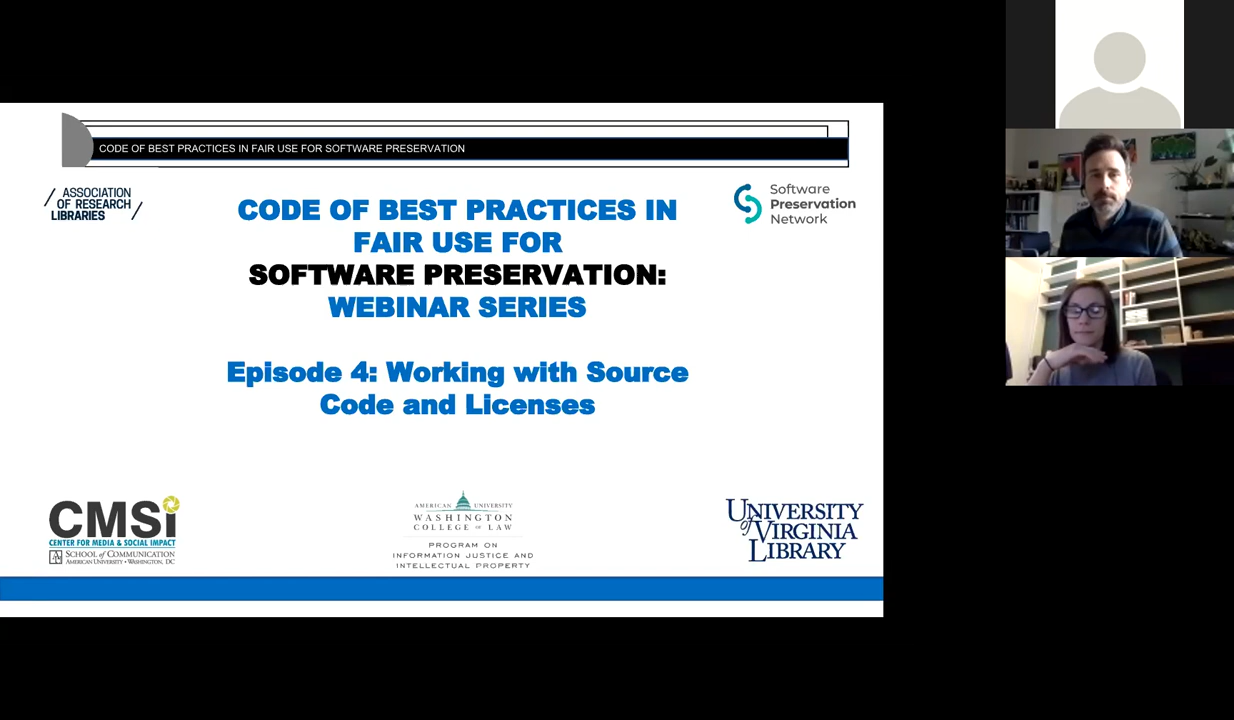 CODE OF BEST PRACTICES IN FAIR USE FOR SOFTWARE PRESERVATION
ASSOCIATION
OF RESEARCH
LIBRARIES
CODE OF BEST PRACTICES IN
FAIR USE FOR
SOFTWARE PRESERVATION:
WEBINAR SERIES
Software
Preservation
Network
Episode 4: Working with Source
Code and Licenses
CMSi
CENTER FOR MEDIA & SOCIAL IMPACT
SCHOOL of COMMUNICATION
AMERICAN UNIVERSITY • WASHINGTON, DC
AMERICAN UNIVERSITY
WASHINGTON
COLLEGE OF LAW
PROGRAM ON
INFORMATION JUSTICE AND
INTELLECTUAL PROPERTY
UNIVERSITY
of VIRGINIA
LIBRARY